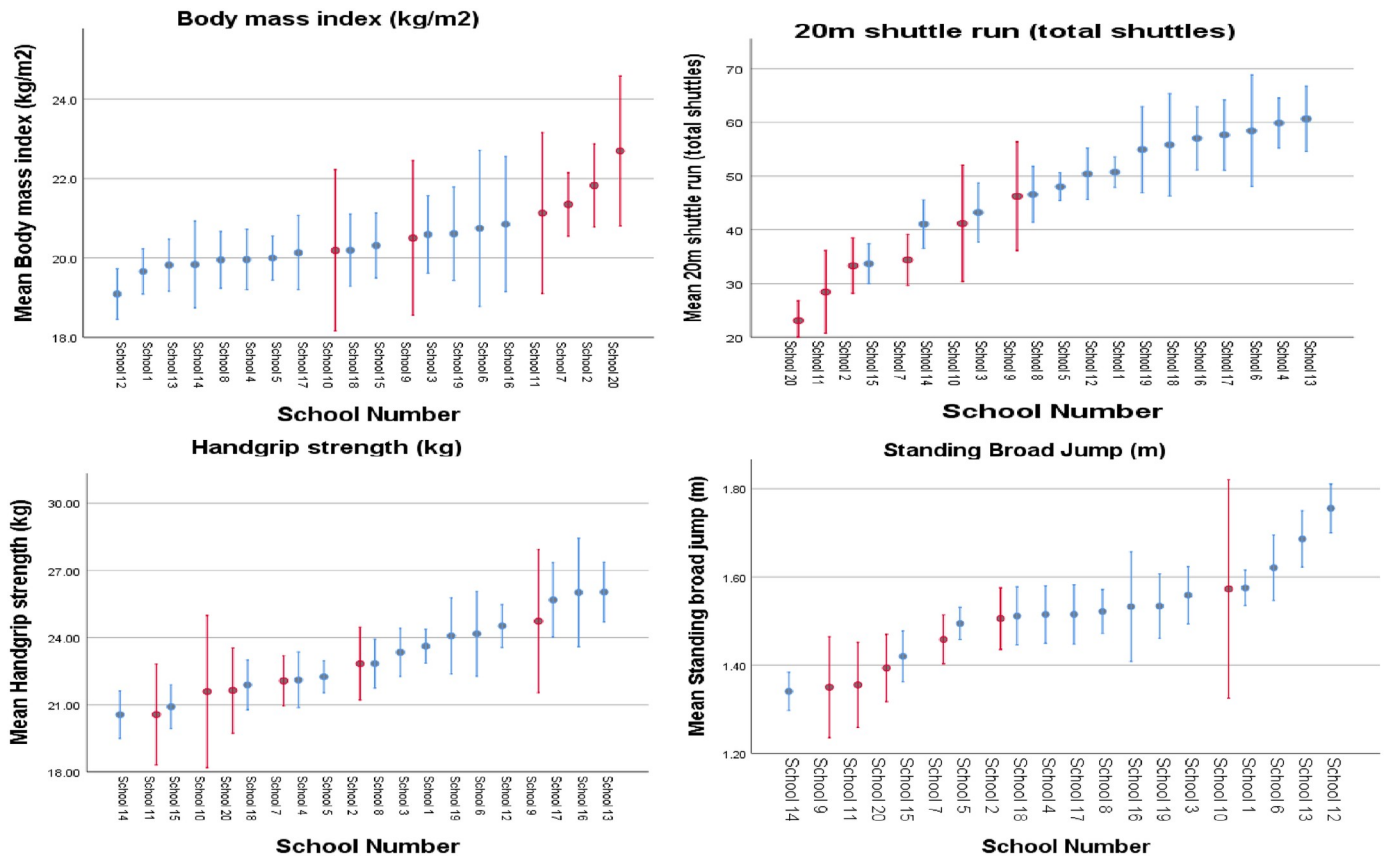 Body mass index (kg/m2)
Mean Body mass index (kg/m2)
24.0
22.0
20.0
18.0
School 12
School 1
School 13
School 14
School 8
School 4
School 5
School 17
School 10
School 18
School 15
School 9
School 3
School 19
School 6
School 16
School 11
School 7
School 2
School 20
School Number
20m shuttle run (total shuttles)
Mean 20m shuttle run (total shuttles)
70
60
50
40
30
20
School 20
School 11
School 2
School 15
School 7
School 14
School 10
School 3
School 9
School 8
School 5
School 12
School 1
School 19
School 18
School 16
School 17
School 6
School 4
School 13
School Number
Handgrip strength (kg)
Mean Handgrip strength (kg)
30.00
27.00
24.00
21.00
18.00
School 14
School 11
School 15
School 10
School 20
School 18
School 7
School 4
School 5
School 2
School 8
School 3
School 1
School 19
School 6
School 12
School 9
School 17
School 16
School 13
School Number
Standing Broad Jump (m)
Mean Standing broad jump (m)
1.80
1.60
1.40
1.20
School 14
School 9
School 11
School 20
School 15
School 7
School 5
School 2
School 18
School 4
School 17
School 8
School 16
School 19
School 3
School 10
School 1
School 6
School 13
School 12
School Number